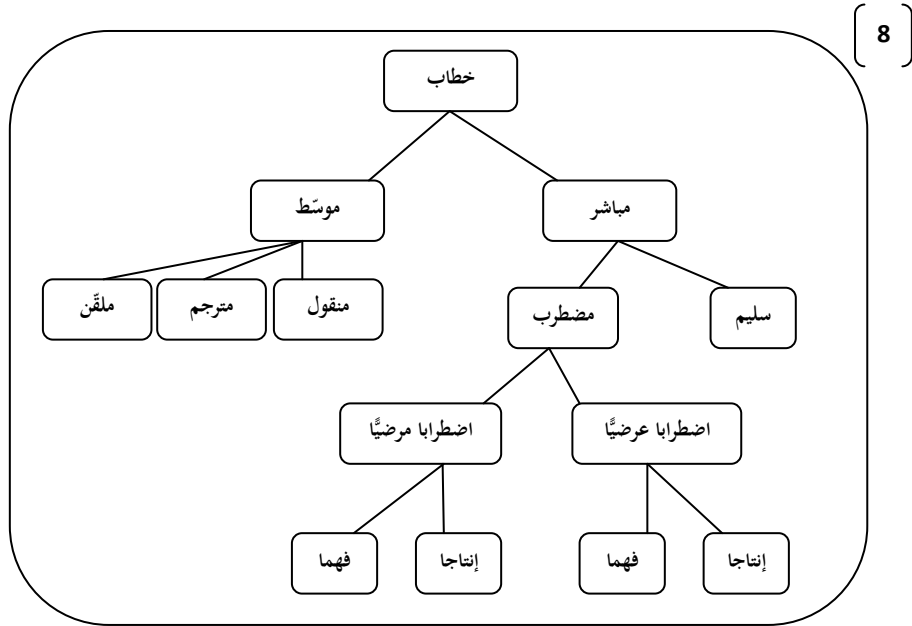 8
خطاب
مباشر
موسّط
سليم
مضطرب
منقول
مترجم
ملقّن
اضطرابا عرضيًّا
اضطرابا مرضيًّا
إنتاجا
فهما
إنتاجا
فهما